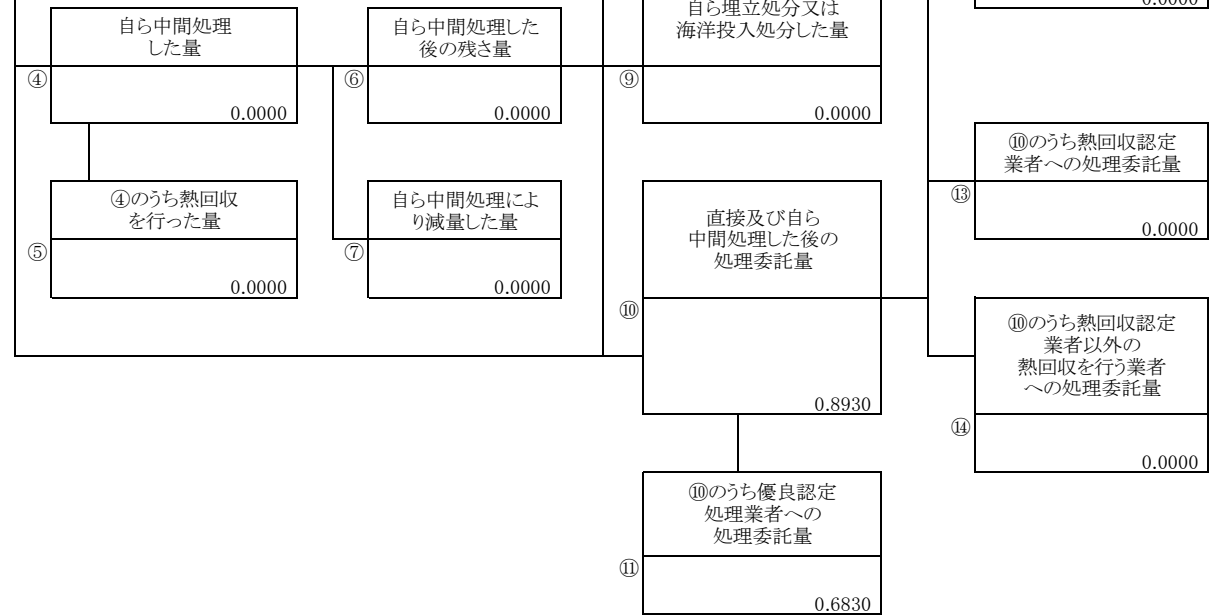 自ら中間処理
した量
④
0.0000
自ら中間処理した
後の残さ量
⑥
0.0000
自ら埋立処分又は
海洋投入処分した量
⑨
0.0000
0.0000
④のうち熱回収
を行った量
⑤
0.0000
自ら中間処理によ
り減量した量
⑦
0.0000
直接及び自ら
中間処理した後の
処理委託量
⑩
0.8930
⑩のうち熱回収認定
業者への処理委託量
⑬
0.0000
⑩のうち熱回収認定
業者以外の
熱回収を行う業者
への処理委託量
⑭
0.0000
⑩のうち優良認定
処理業者への
処理委託量
⑪
0.6830